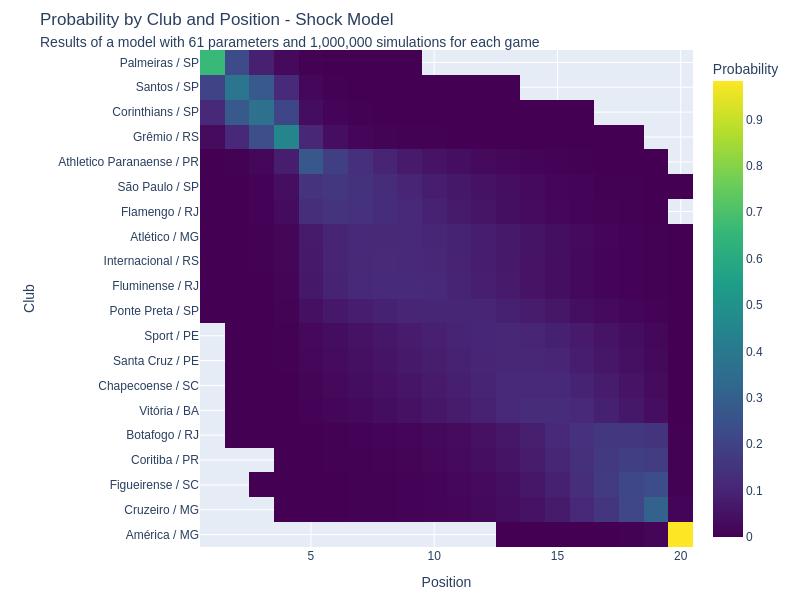 Probability by Club and Position - Shock Model
Results of a model with 61 parameters and 1,000,000 simulations for each game
Probability
Palmeiras / SP
Santos / SP
Corinthians / SP
Grêmio / RS
Athletico Paranaense / PR
São Paulo / SP
Flamengo / RJ
Atlético / MG
Internacional / RS
Fluminense / RJ
Ponte Preta / SP
Sport / PE
Santa Cruz / PE
Chapecoense / SC
Vitória / BA
Botafogo / RJ
Coritiba / PR
Figueirense / SC
Cruzeiro / MG
América / MG
Club
5
10
15
20
Position
0.9
0.8
0.7
0.6
0.5
0.4
0.3
0.2
0.1
0